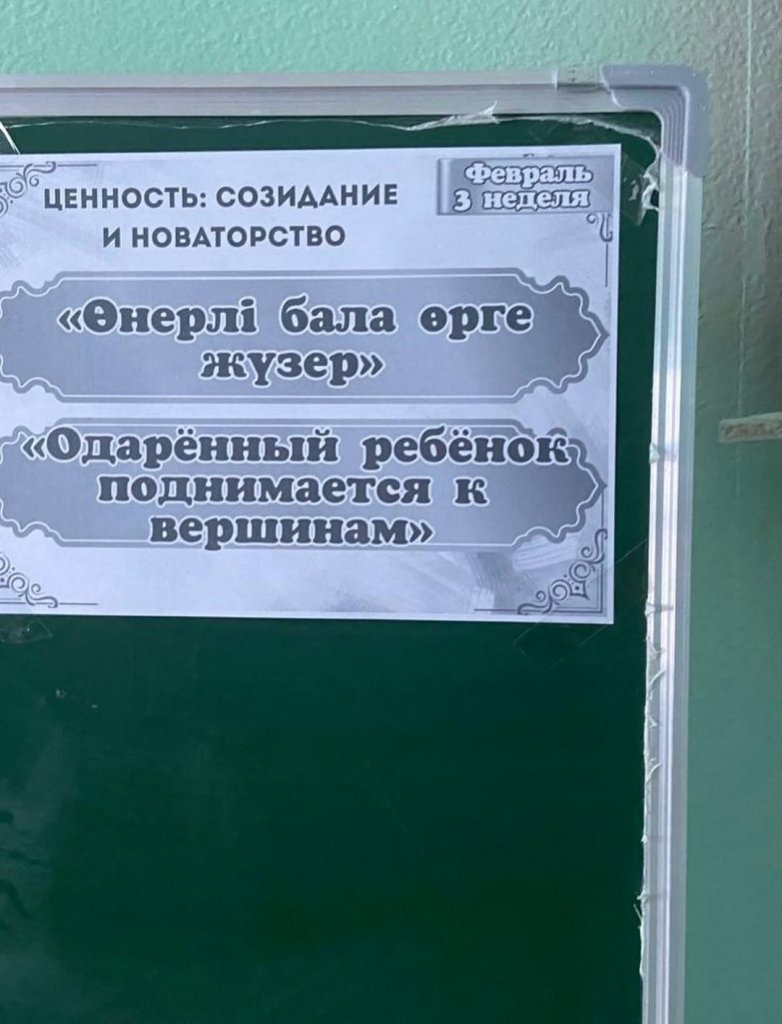 ЦЕННОСТЬ: СОЗИДАНИЕ
И НОВАТОРСТВО
Февраль
3 неделя
«Өнерлі бала өрге
жүзер»
«Одарённый ребёнок
поднимается к
вершинам»